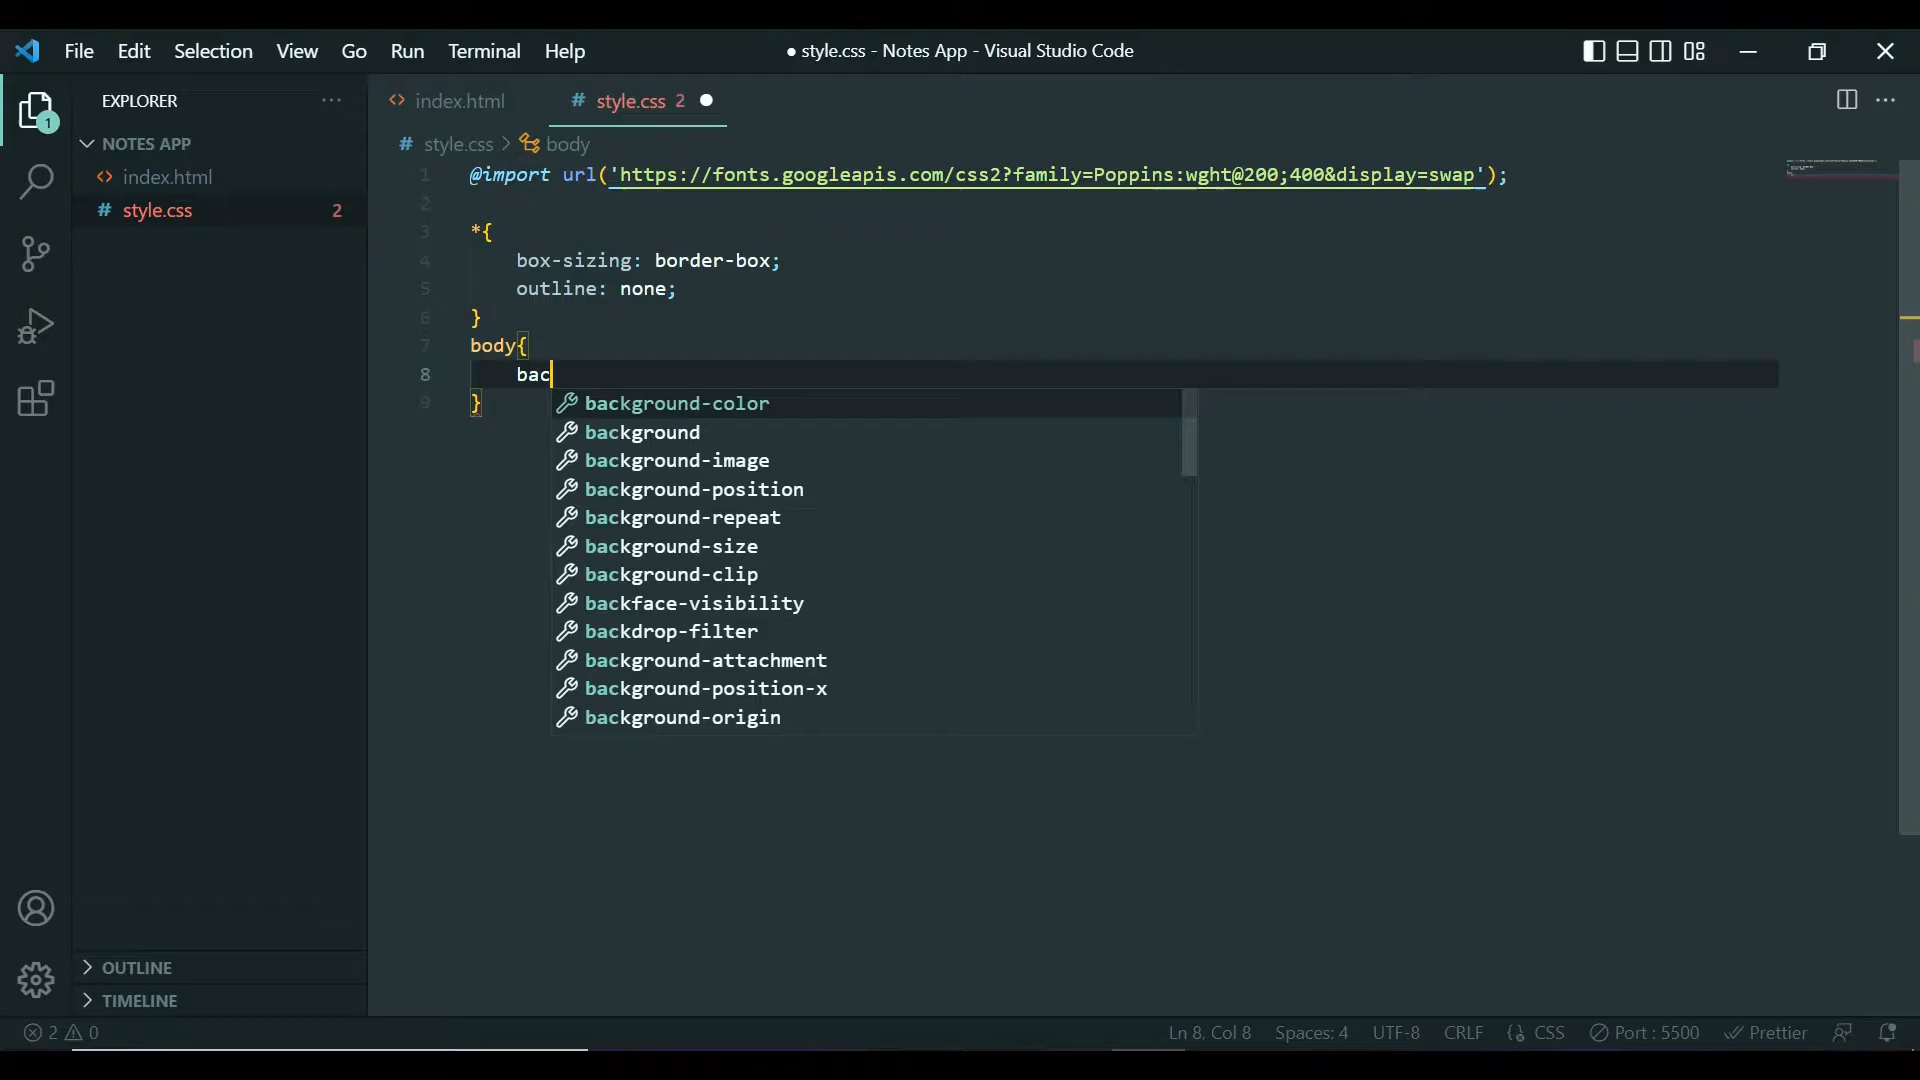 File Edit Selection View Go Run Terminal Help
● style.css - Notes App - Visual Studio Code
EXPLORER
1
NOTES APP
<> index.html
# style.css 2
OUTLINE
TIMELINE
<> index.html
# style.css 2
# style.css > body
1 @import url('https://fonts.googleapis.com/css2?family=Poppins:wght@200;400&display=swap');
2
3 *{
4 box-sizing: border-box;
5 outline: none;
6 }
7 body{
8 bac
9 }
background-color
background
background-image
background-position
background-repeat
background-size
background-clip
backface-visibility
backdrop-filter
background-attachment
background-position-x
background-origin
2 0
Ln 8, Col 8 Spaces: 4 UTF-8 CRLF {} CSS Port : 5500 Prettier